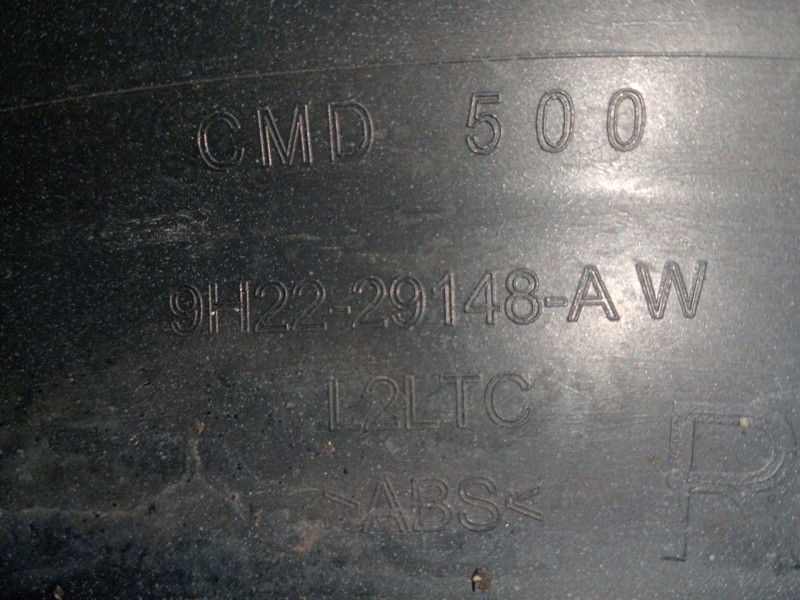 CMD 500
9H22-29148-AW
L2LTC
>ABS<
R